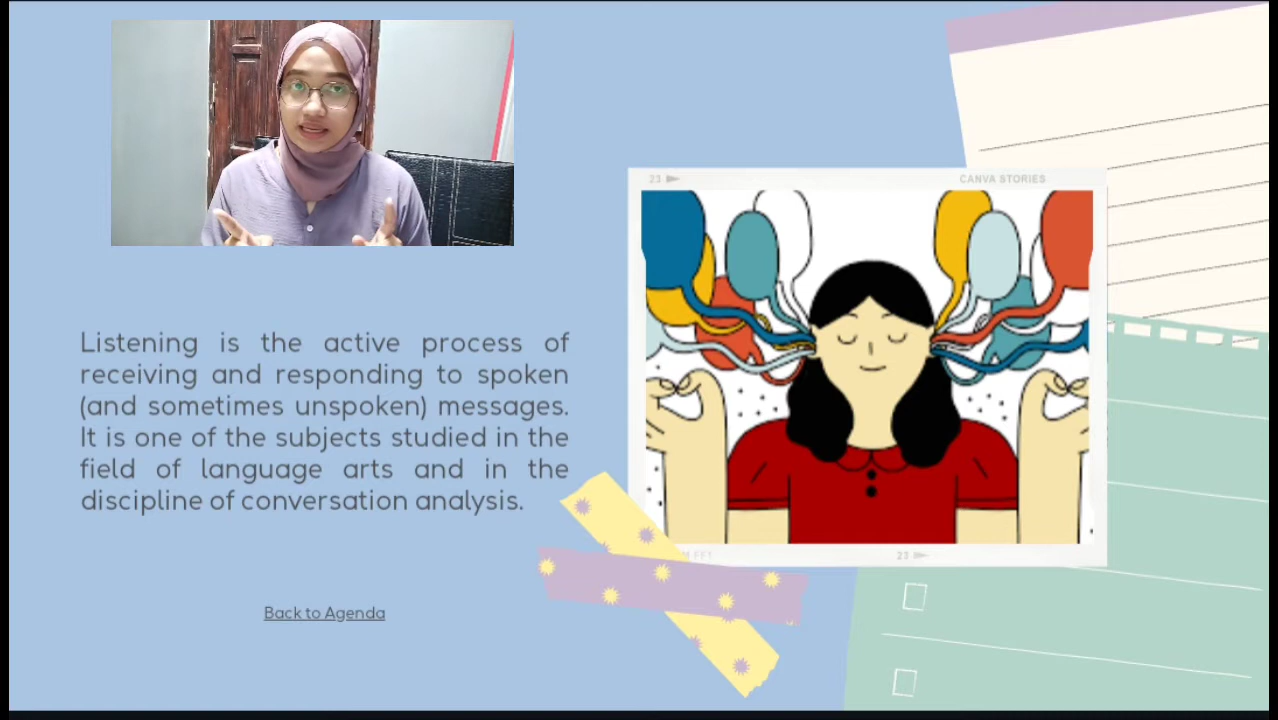 23
CANVA STORIES
Listening is the active process of
receiving and responding to spoken
(and sometimes unspoken) messages.
It is one of the subjects studied in the
field of language arts and in the
discipline of conversation analysis.
23
Back to Agenda